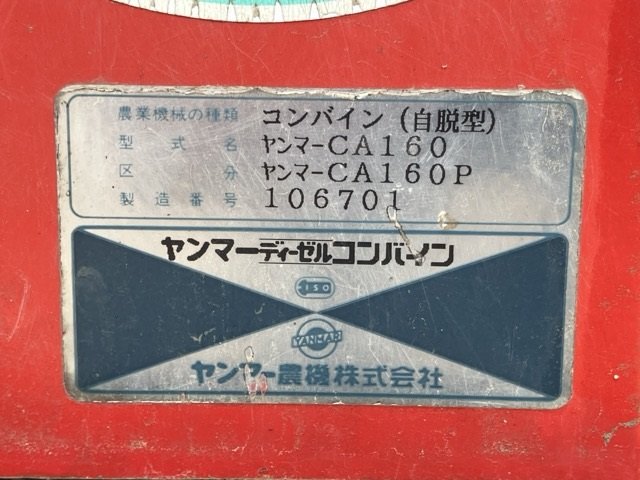 農業機械の種類 コンバイン (自脱型)
型式名 ヤンマーCA160
区分 ヤンマーCA160P
製造番号 106701
ヤンマーディーゼルコンバイン
ISO
YANMAR
ヤンマー農機株式会社